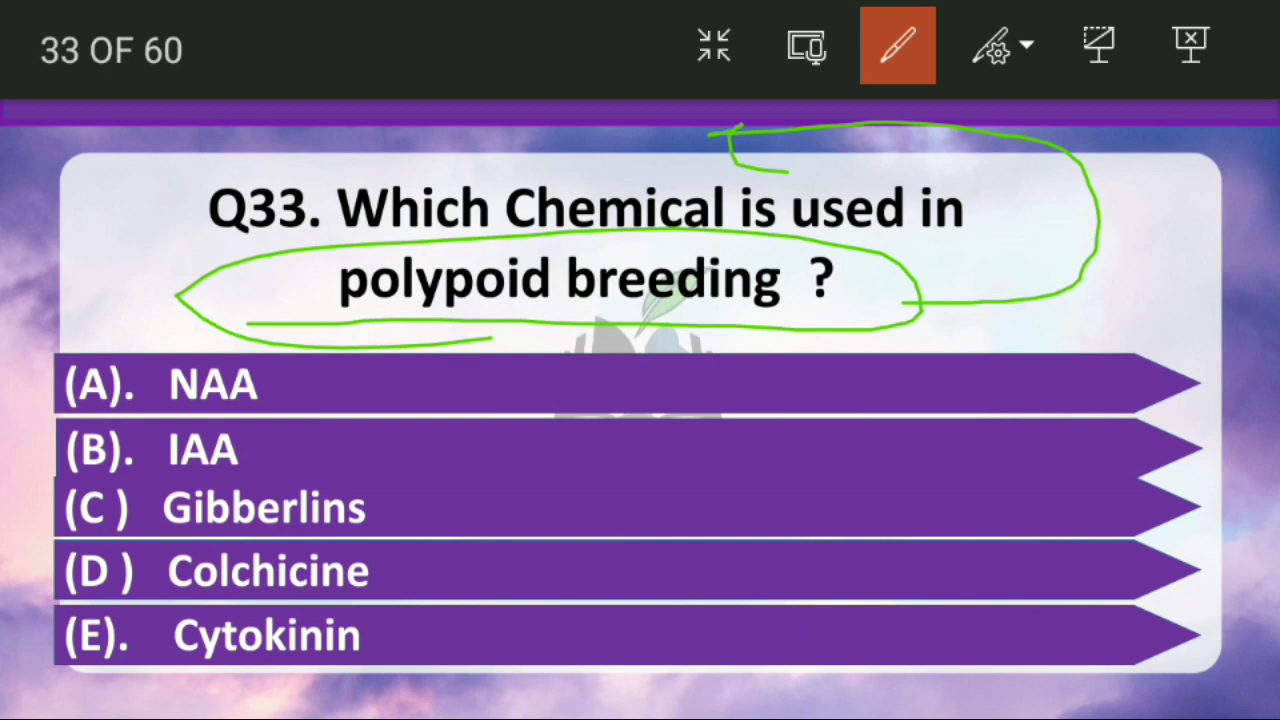 33 OF 60
Q33. Which Chemical is used in
polypoid breeding ?
(A). NAA
(B). IAA
(C ) Gibberlins
(D ) Colchicine
(E). Cytokinin